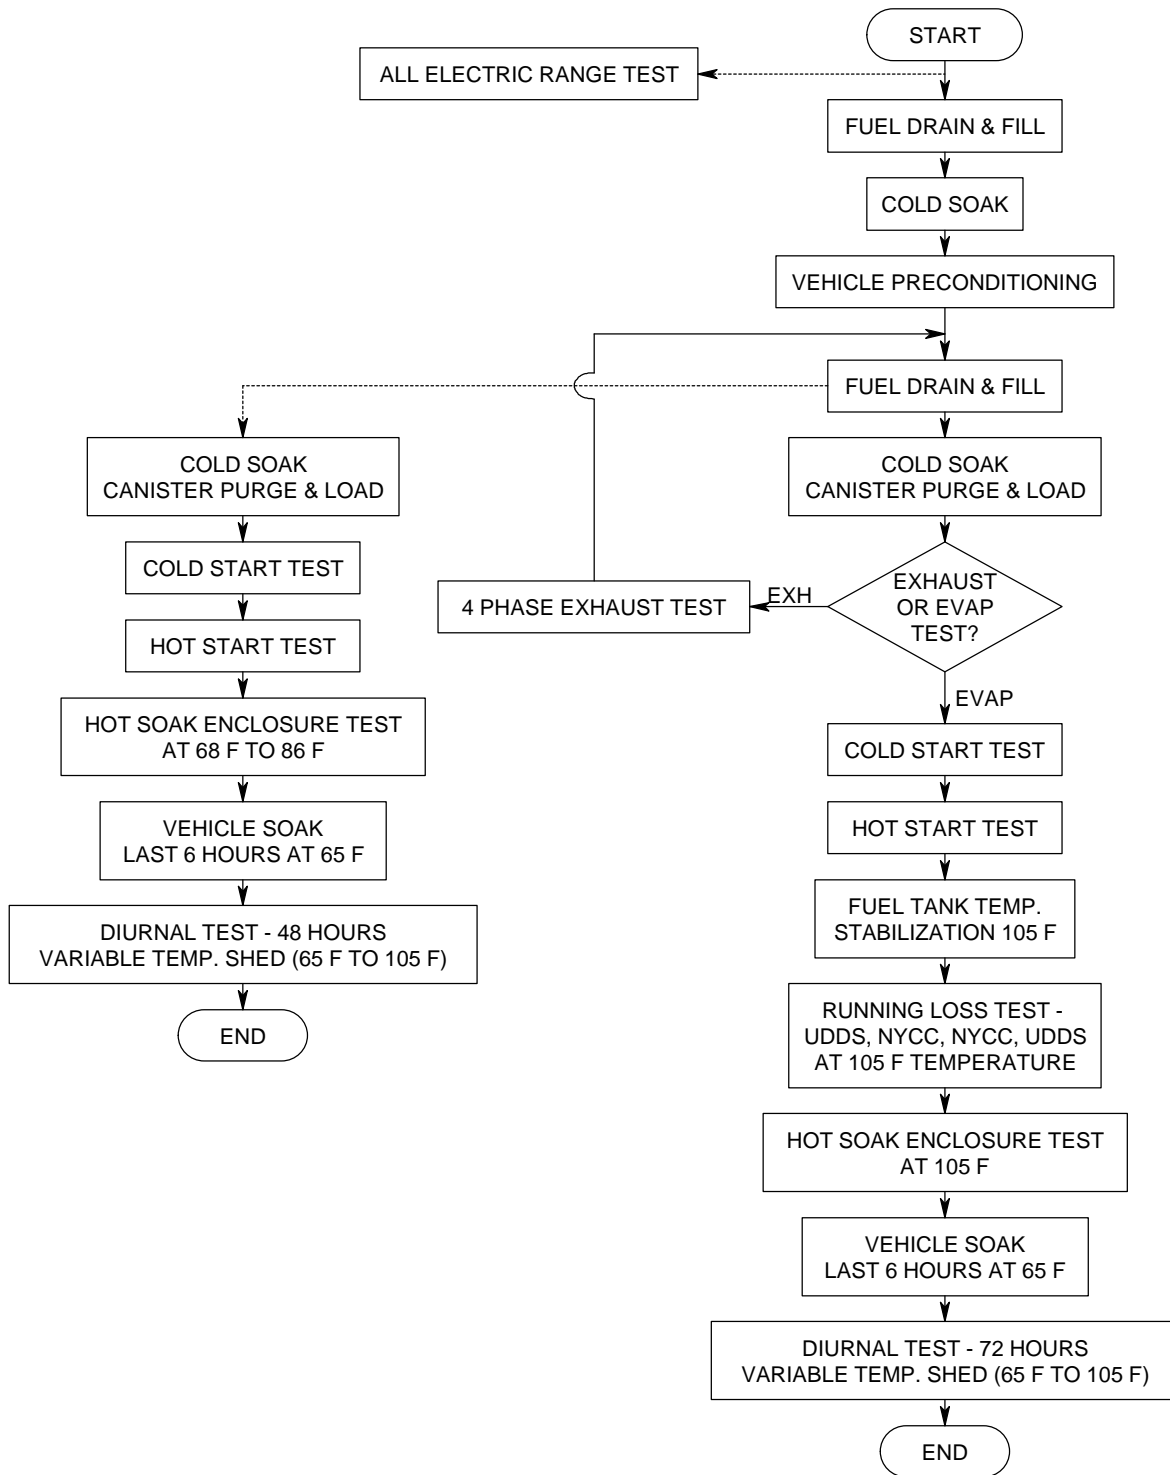 START
ALL ELECTRIC RANGE TEST
FUEL DRAIN & FILL
COLD SOAK
VEHICLE PRECONDITIONING
FUEL DRAIN & FILL
COLD SOAK
CANISTER PURGE & LOAD
COLD START TEST
HOT START TEST
HOT SOAK ENCLOSURE TEST
AT 68 F TO 86 F
VEHICLE SOAK
LAST 6 HOURS AT 65 F
DIURNAL TEST - 48 HOURS
VARIABLE TEMP. SHED (65 F TO 105 F)
END
COLD SOAK
CANISTER PURGE & LOAD
EXHAUST
OR EVAP
TEST?
EXH
4 PHASE EXHAUST TEST
EVAP
COLD START TEST
HOT START TEST
FUEL TANK TEMP.
STABILIZATION 105 F
RUNNING LOSS TEST -
UDDS, NYCC, NYCC, UDDS
AT 105 F TEMPERATURE
HOT SOAK ENCLOSURE TEST
AT 105 F
VEHICLE SOAK
LAST 6 HOURS AT 65 F
DIURNAL TEST - 72 HOURS
VARIABLE TEMP. SHED (65 F TO 105 F)
END